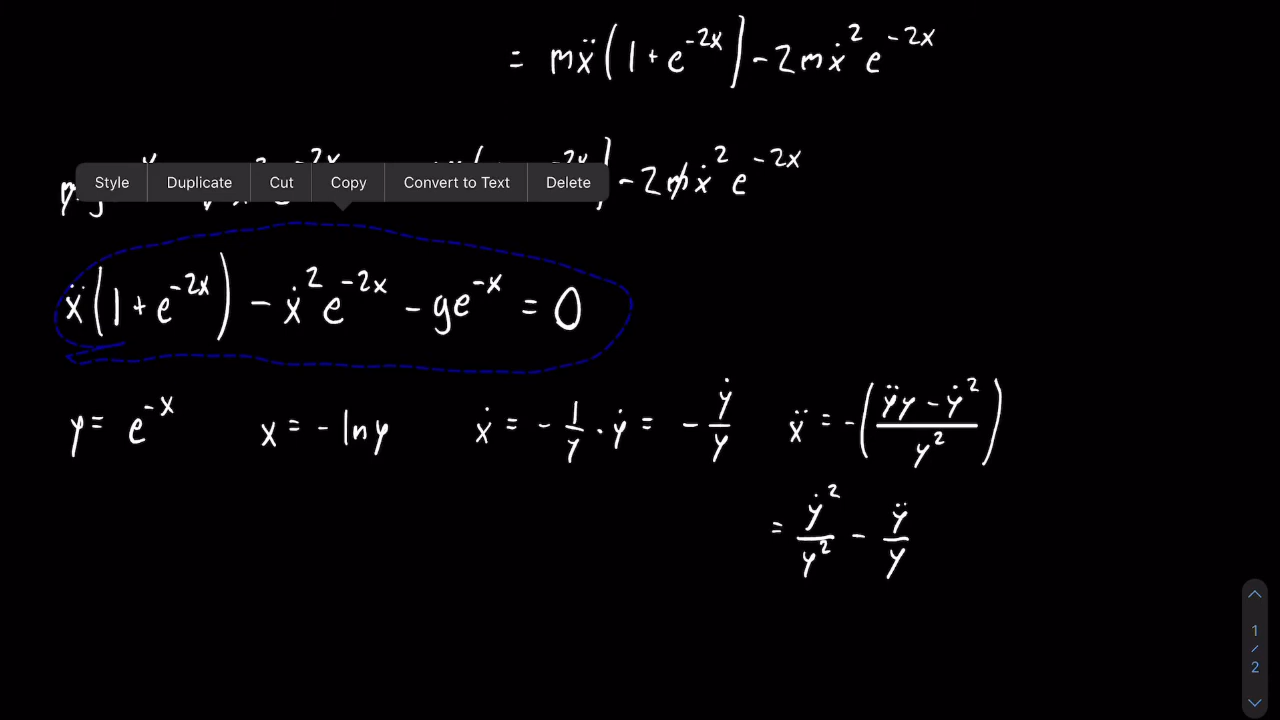 = mẍ(1 + e^{-2x}) - 2mẋ²e^{-2x}
- 2mẋ²e^{-2x}
Style Duplicate Cut Copy Convert to Text Delete
ẍ(1 + e^{-2x}) - ẋ²e^{-2x} - ge^{-x} = 0
y = e^{-x} x = - ln y ẋ = - 1/y · ẏ = - ẏ/y ẍ = -((ÿy - ẏ²)/y²)
= ẏ²/y² - ÿ/y
1
/
2